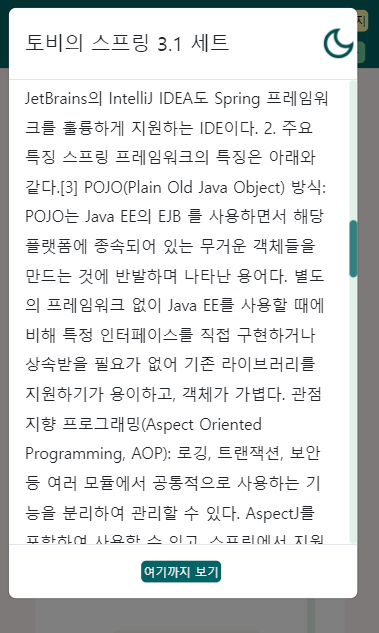 토비의 스프링 3.1 세트
JetBrains의 IntelliJ IDEA도 Spring 프레임워
크를 훌륭하게 지원하는 IDE이다. 2. 주요
특징 스프링 프레임워크의 특징은 아래와
같다.[3] POJO(Plain Old Java Object) 방식:
POJO는 Java EE의 EJB 를 사용하면서 해당
플랫폼에 종속되어 있는 무거운 객체들을
만드는 것에 반발하며 나타난 용어다. 별도
의 프레임워크 없이 Java EE를 사용할 때에
비해 특정 인터페이스를 직접 구현하거나
상속받을 필요가 없어 기존 라이브러리를
지원하기가 용이하고, 객체가 가볍다. 관점
지향 프로그래밍(Aspect Oriented
Programming, AOP): 로깅, 트랜잭션, 보안
등 여러 모듈에서 공통적으로 사용하는 기
능을 분리하여 관리할 수 있다. AspectJ를
포함하여 사용할 수 있고, 스프링에서 지원
여기까지 보기